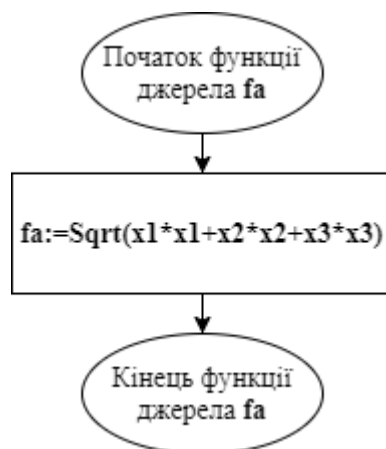 Початок функції
джерела fa
fa:=Sqrt(x1*x1+x2*x2+x3*x3)
Кінець функції
джерела fa